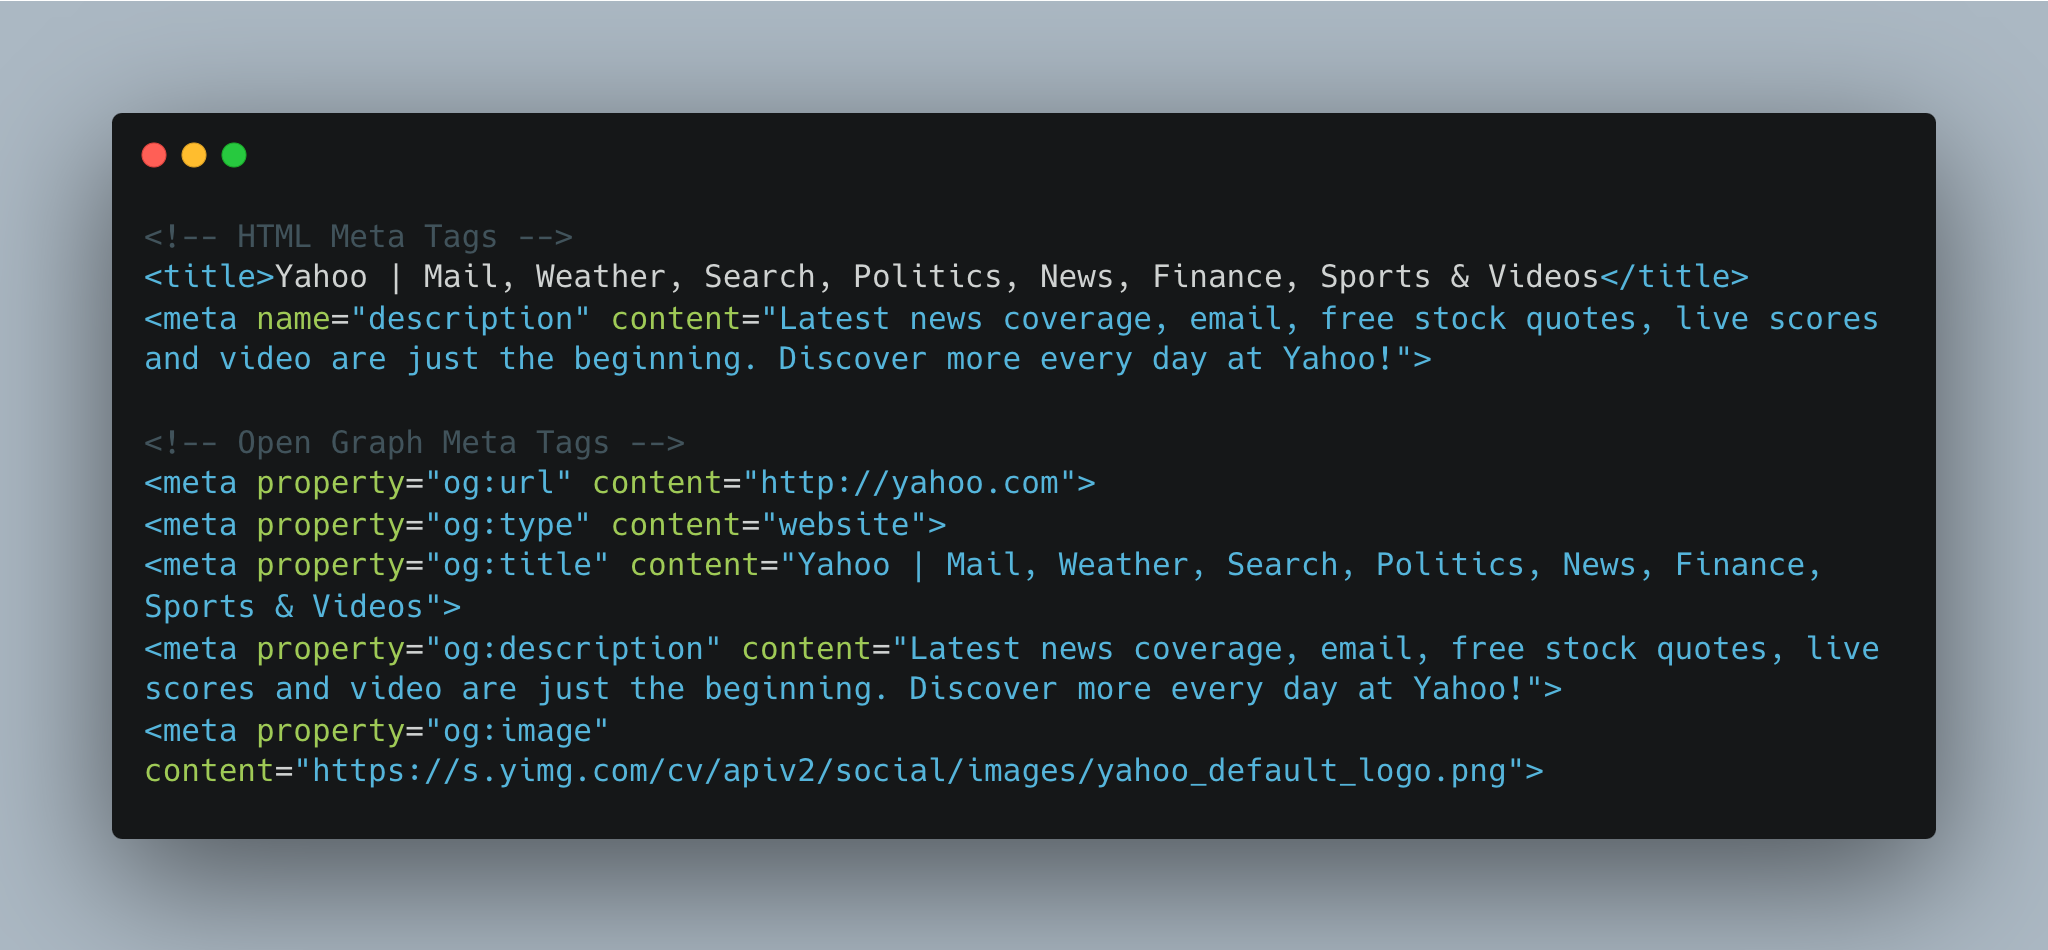 <!-- HTML Meta Tags -->
<title>Yahoo | Mail, Weather, Search, Politics, News, Finance, Sports & Videos</title>
<meta name="description" content="Latest news coverage, email, free stock quotes, live scores
and video are just the beginning. Discover more every day at Yahoo!">
<!-- Open Graph Meta Tags -->
<meta property="og:url" content="http://yahoo.com">
<meta property="og:type" content="website">
<meta property="og:title" content="Yahoo | Mail, Weather, Search, Politics, News, Finance,
Sports & Videos">
<meta property="og:description" content="Latest news coverage, email, free stock quotes, live
scores and video are just the beginning. Discover more every day at Yahoo!">
<meta property="og:image"
content="https://s.yimg.com/cv/apiv2/social/images/yahoo_default_logo.png">